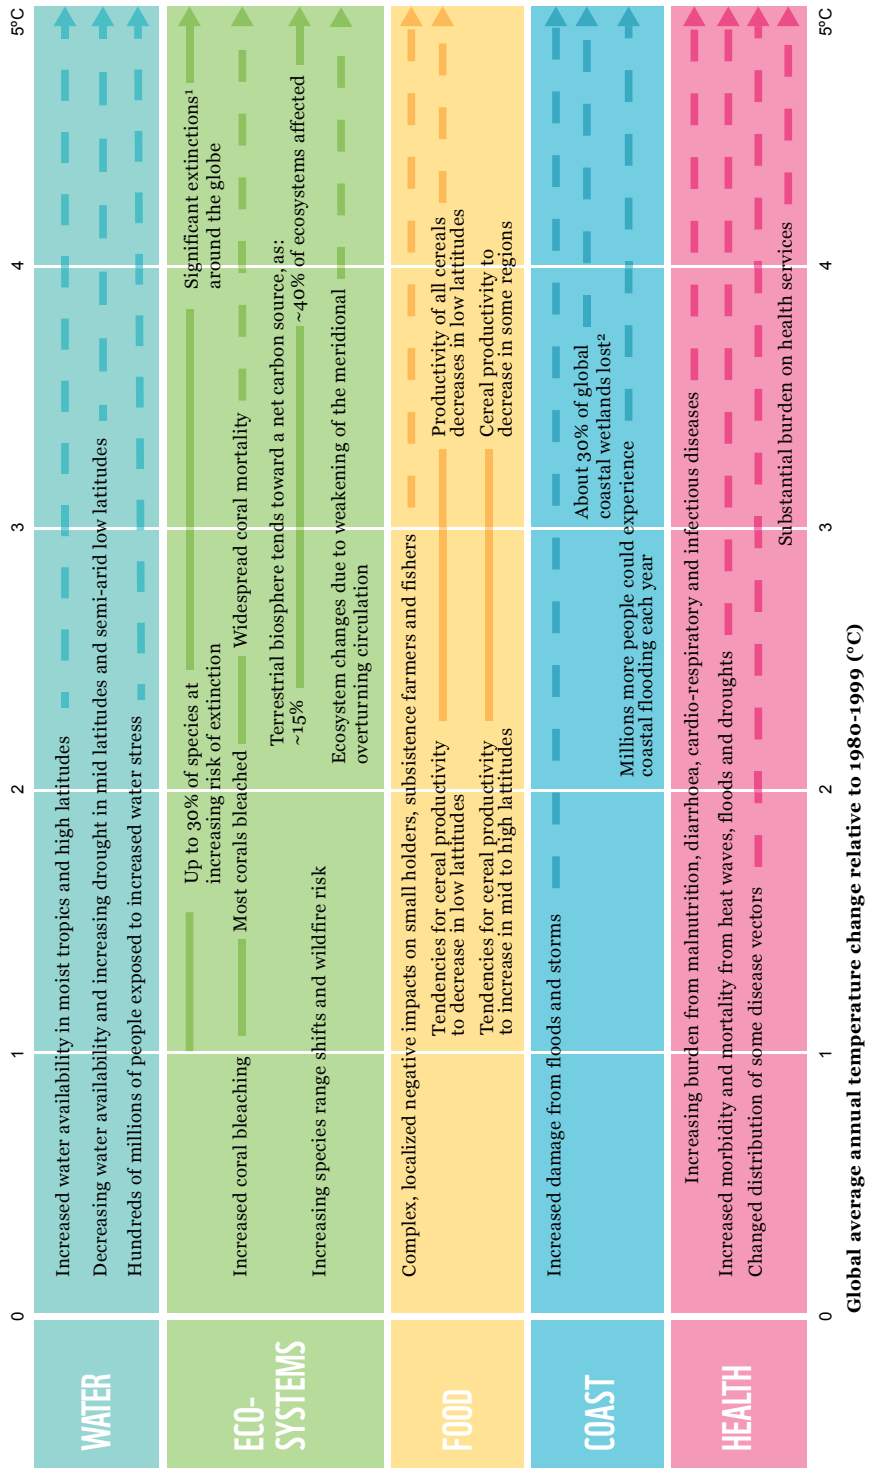 0
1
2
3
4
5ºC
WATER
Increased water availability in moist tropics and high latitudes
Decreasing water availability and increasing drought in mid latitudes and semi-arid low latitudes
Hundreds of millions of people exposed to increased water stress
ECO-
SYSTEMS
Up to 30% of species at
increasing risk of extinction
Significant extinctions¹
around the globe
Increased coral bleaching
Most corals bleached
Widespread coral mortality
Terrestrial biosphere tends toward a net carbon source, as:
~15%
~40% of ecosystems affected
Increasing species range shifts and wildfire risk
Ecosystem changes due to weakening of the meridional
overturning circulation
FOOD
Complex, localized negative impacts on small holders, subsistence farmers and fishers
Tendencies for cereal productivity
to decrease in low lattitudes
Productivity of all cereals
decreases in low lattitudes
Tendencies for cereal productivity
to increase in mid to high lattitudes
Cereal productivity to
decrease in some regions
COAST
Increased damage from floods and storms
About 30% of global
coastal wetlands lost²
Millions more people could experience
coastal flooding each year
HEALTH
Increasing burden from malnutrition, diarrhoea, cardio-respiratory and infectious diseases
Increased morbidity and mortality from heat waves, floods and droughts
Changed distribution of some disease vectors
Substantial burden on health services
0
1
2
3
4
5ºC
Global average annual temperature change relative to 1980-1999 (°C)